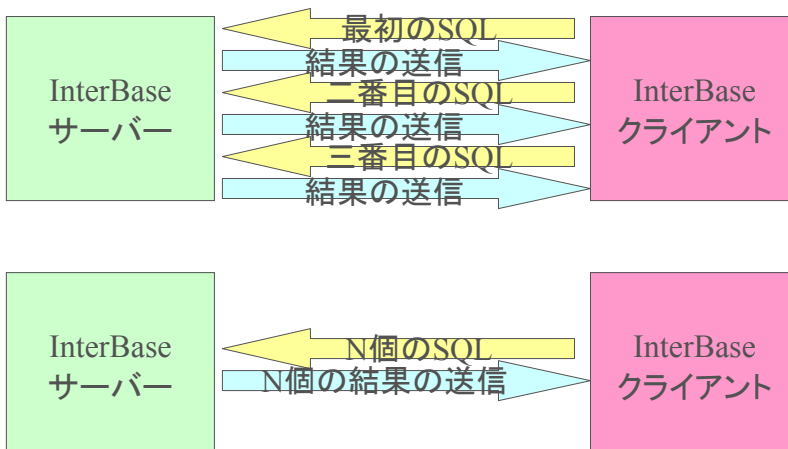 InterBase
サーバー
最初のSQL
結果の送信
二番目のSQL
結果の送信
三番目のSQL
結果の送信
InterBase
クライアント
InterBase
サーバー
N個のSQL
N個の結果の送信
InterBase
クライアント